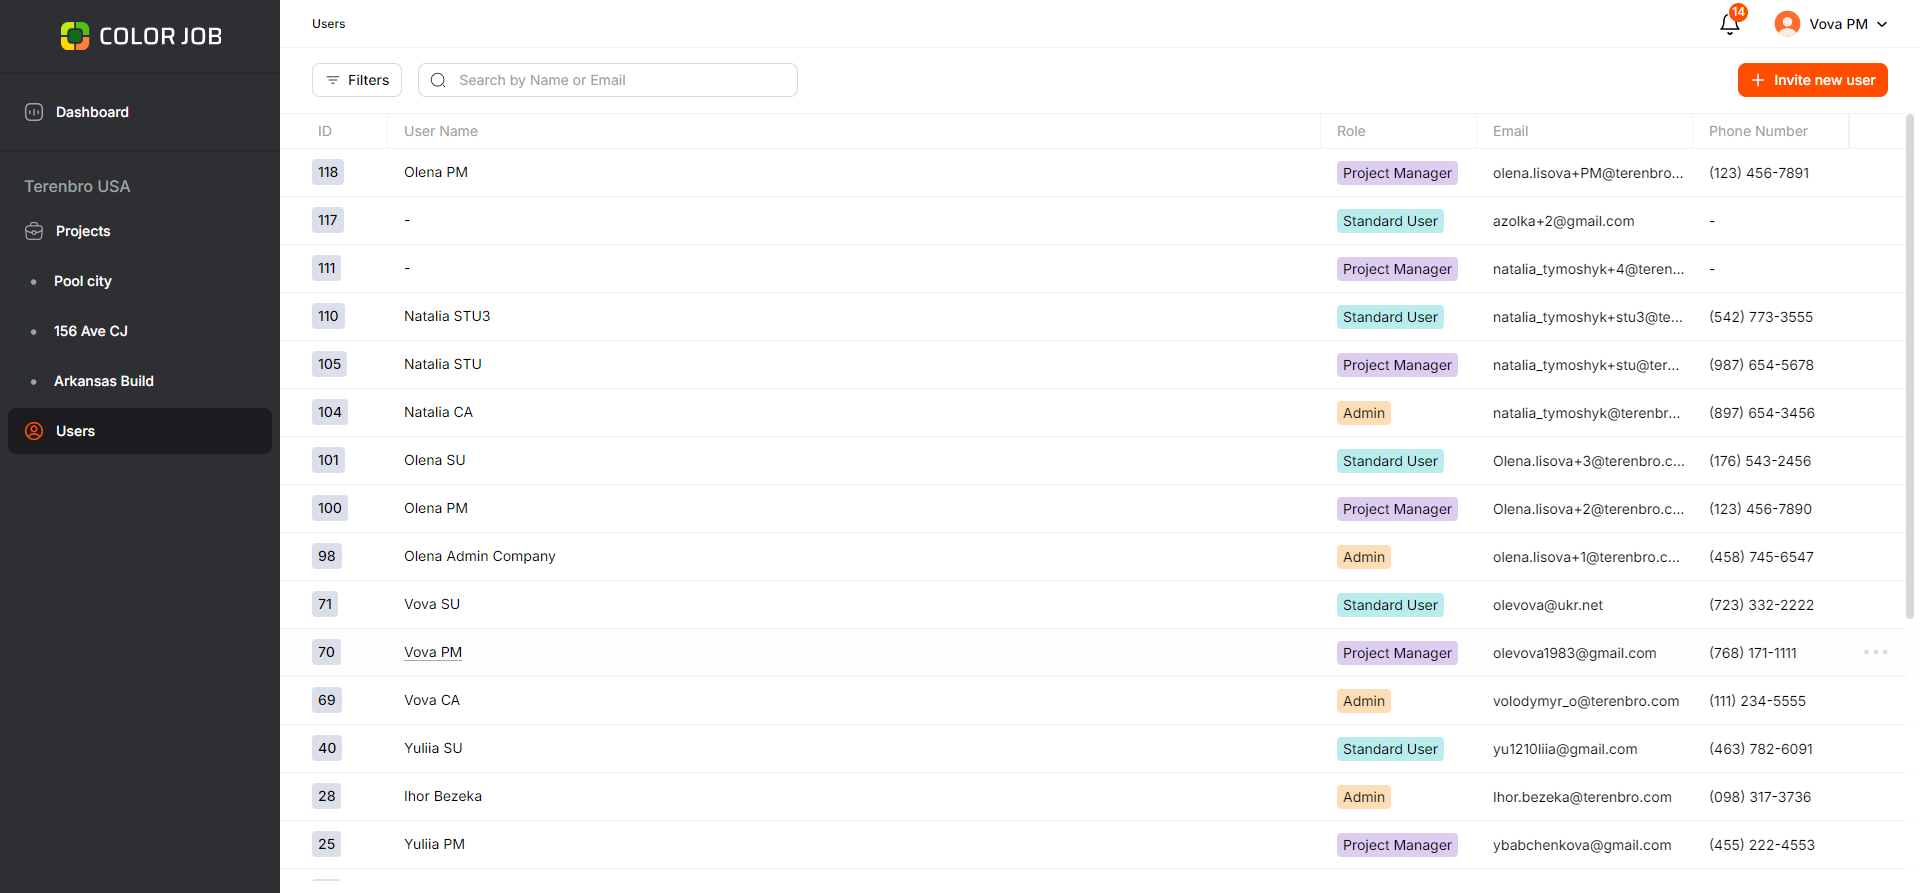 COLOR JOB
Users
14
Vova PM
Dashboard
Terenbro USA
Projects
Pool city
156 Ave CJ
Arkansas Build
Users
Filters
Search by Name or Email
Invite new user
ID User Name Role Email Phone Number
118 Olena PM Project Manager olena.lisova+PM@terenbro... (123) 456-7891
117 - Standard User azolka+2@gmail.com -
111 - Project Manager natalia_tymoshyk+4@teren... -
110 Natalia STU3 Standard User natalia_tymoshyk+stu3@te... (542) 773-3555
105 Natalia STU Project Manager natalia_tymoshyk+stu@ter... (987) 654-5678
104 Natalia CA Admin natalia_tymoshyk@terenbr... (897) 654-3456
101 Olena SU Standard User Olena.lisova+3@terenbro.c... (176) 543-2456
100 Olena PM Project Manager Olena.lisova+2@terenbro.c... (123) 456-7890
98 Olena Admin Company Admin olena.lisova+1@terenbro.c... (458) 745-6547
71 Vova SU Standard User olevova@ukr.net (723) 332-2222
70 Vova PM Project Manager olevova1983@gmail.com (768) 171-1111
69 Vova CA Admin volodymyr_o@terenbro.com (111) 234-5555
40 Yuliia SU Standard User yu1210liia@gmail.com (463) 782-6091
28 Ihor Bezeka Admin Ihor.bezeka@terenbro.com (098) 317-3736
25 Yuliia PM Project Manager ybabchenkova@gmail.com (455) 222-4553